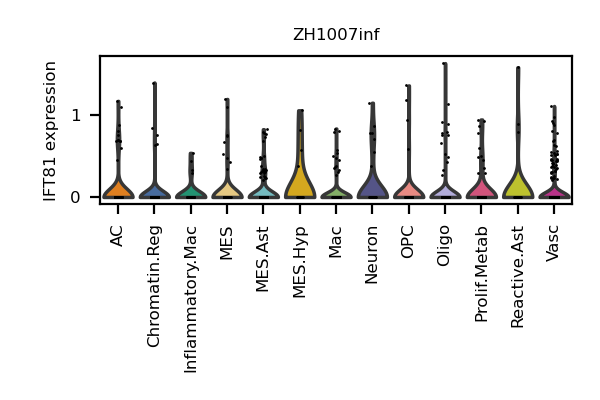 ZH1007inf
IFT81 expression
1
0
AC
Chromatin.Reg
Inflammatory.Mac
MES
MES.Ast
MES.Hyp
Mac
Neuron
OPC
Oligo
Prolif.Metab
Reactive.Ast
Vasc